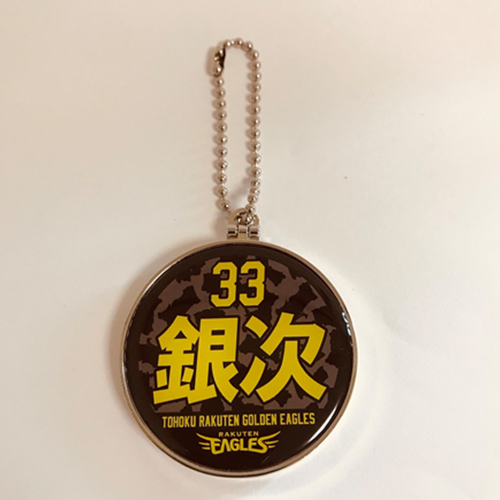 33
銀次
TOHOKU RAKUTEN GOLDEN EAGLES
RAKUTEN
EAGLES